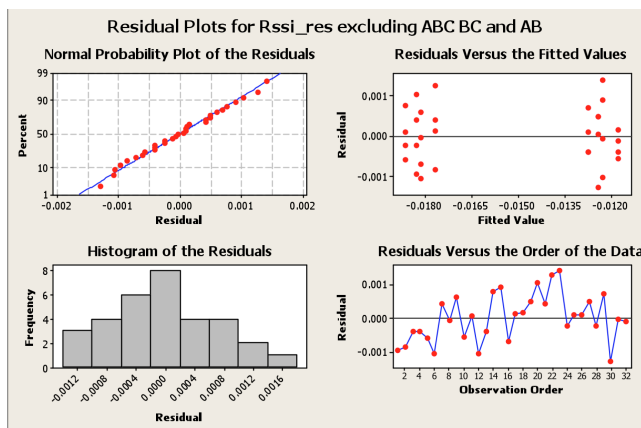 Residual Plots for Rssi_res excluding ABC BC and AB
Normal Probability Plot of the Residuals
99
90
50
10
1
Percent
-0.002 -0.001 0.000 0.001 0.002
Residual
Residuals Versus the Fitted Values
0.001
0.000
-0.001
Residual
-0.0180 -0.0165 -0.0150 -0.0135 -0.0120
Fitted Value
Histogram of the Residuals
8
6
4
2
0
Frequency
-0.0012 -0.0008 -0.0004 0.0000 0.0004 0.0008 0.0012 0.0016
Residual
Residuals Versus the Order of the Data
0.001
0.000
-0.001
Residual
2 4 6 8 10 12 14 16 18 20 22 24 26 28 30 32
Observation Order